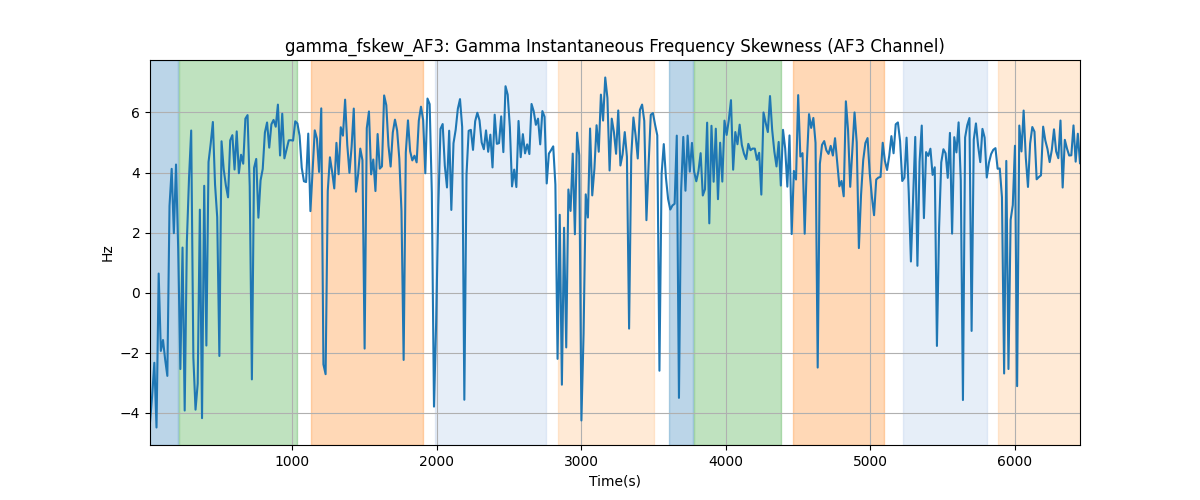 gamma_fskew_AF3: Gamma Instantaneous Frequency Skewness (AF3 Channel)
6
4
2
0
−2
−4
Hz
1000 2000 3000 4000 5000 6000
Time(s)